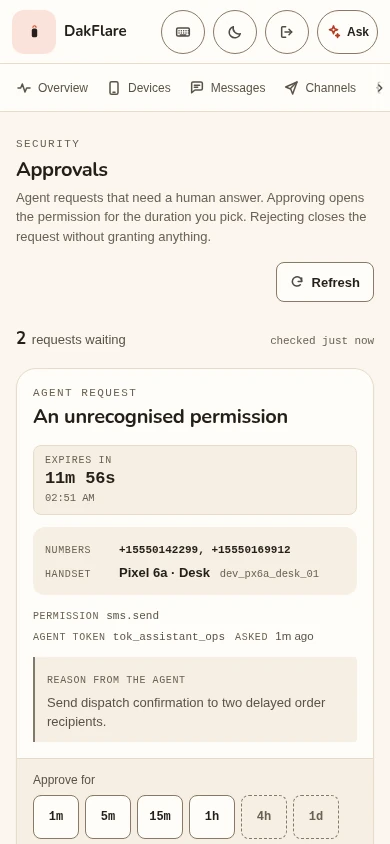 DakFlare
Ask
Overview Devices Messages Channels
SECURITY
Approvals
Agent requests that need a human answer. Approving opens
the permission for the duration you pick. Rejecting closes the
request without granting anything.
Refresh
2 requests waiting checked just now
AGENT REQUEST
An unrecognised permission
EXPIRES IN
11m 56s
02:51 AM
NUMBERS +15550142299, +15550169912
HANDSET Pixel 6a · Desk dev_px6a_desk_01
PERMISSION sms.send
AGENT TOKEN tok_assistant_ops ASKED 1m ago
REASON FROM THE AGENT
Send dispatch confirmation to two delayed order
recipients.
Approve for
1m 5m 15m 1h 4h 1d